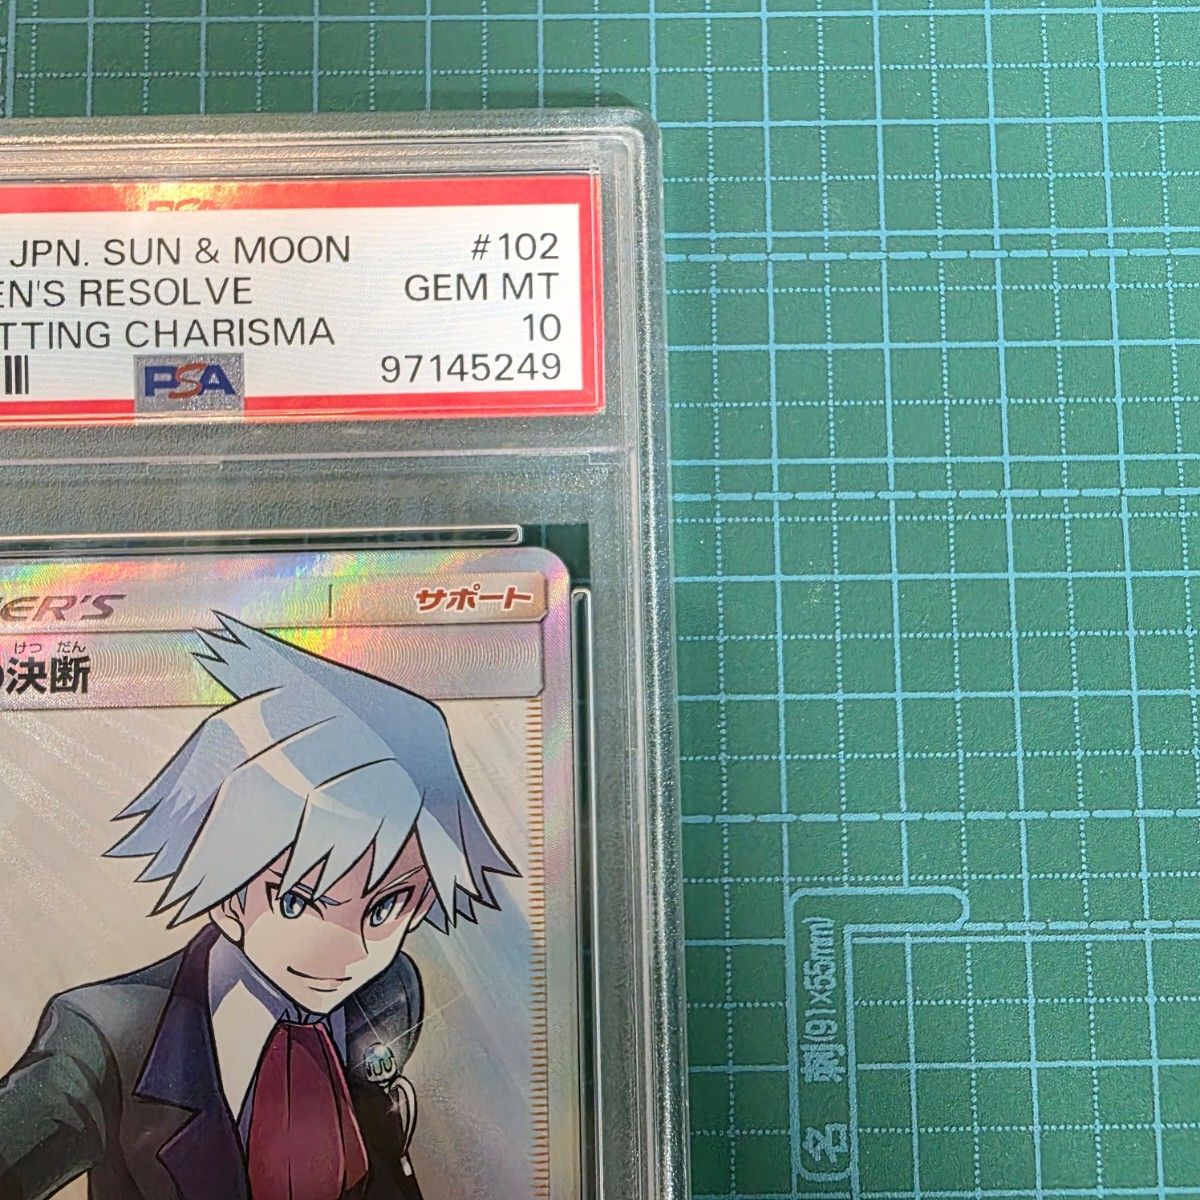 JPN. SUN & MOON #102
EN'S RESOLVE GEM MT
TTING CHARISMA 10
PSA 97145249
ER'S サポート
けつ だん
の決断
名 刺(91×55mm)